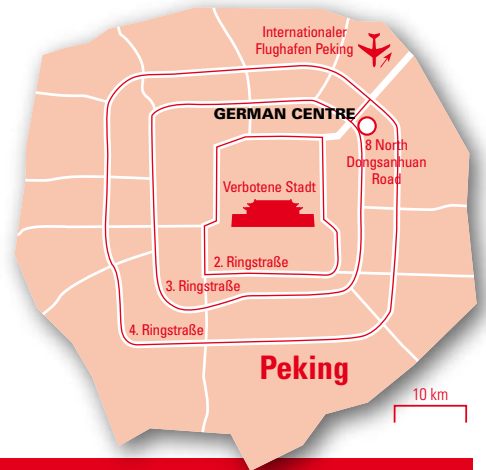 Internationaler
Flughafen Peking
GERMAN CENTRE
8 North
Dongsanhuan
Road
Verbotene Stadt
2. Ringstraße
3. Ringstraße
4. Ringstraße
Peking
10 km